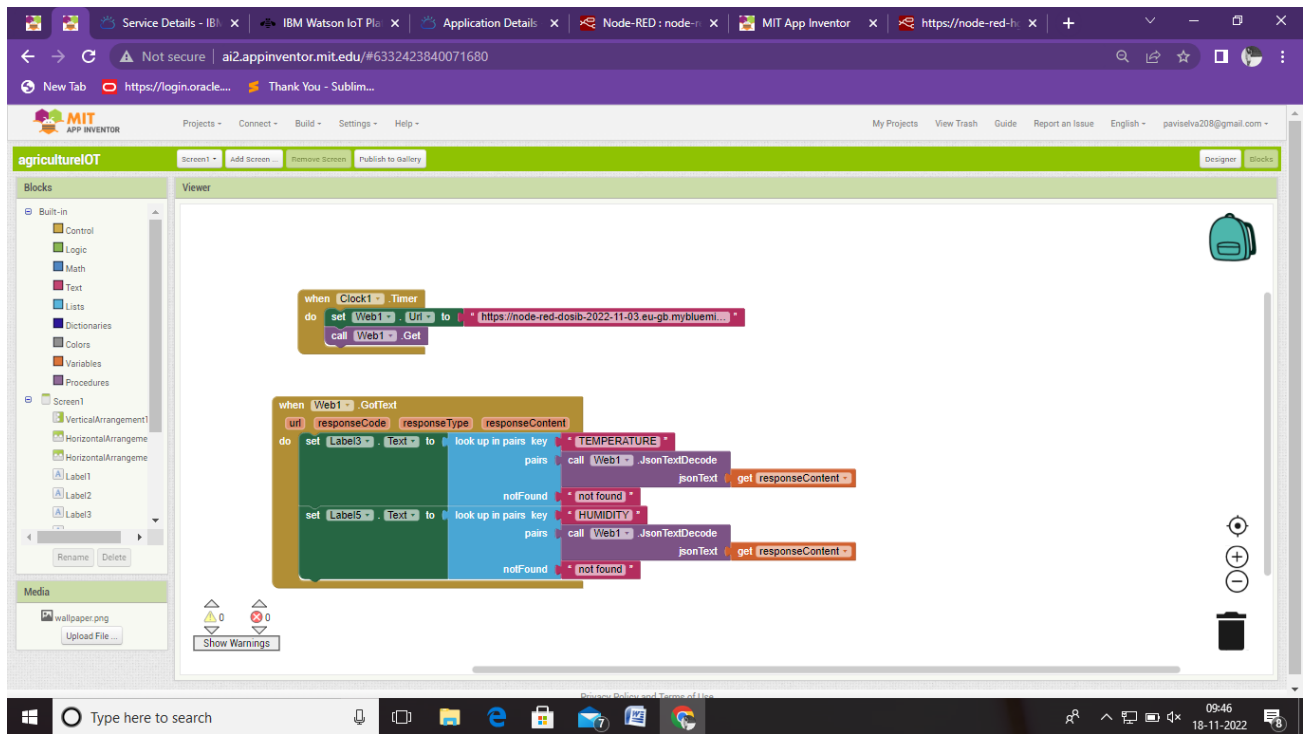 Service Details - IBM
IBM Watson IoT Pla
Application Details
Node-RED : node-r
MIT App Inventor
https://node-red-h
Not secure | ai2.appinventor.mit.edu/#6332423840071680
New Tab
https://login.oracle....
Thank You - Sublim...
MIT
APP INVENTOR
Projects
Connect
Build
Settings
Help
My Projects
View Trash
Guide
Report an Issue
English
paviselva208@gmail.com
agricultureIOT
Screen1
Add Screen ...
Remove Screen
Publish to Gallery
Designer
Blocks
Blocks
Viewer
Built-in
Control
Logic
Math
Text
Lists
Dictionaries
Colors
Variables
Procedures
Screen1
VerticalArrangement1
HorizontalArrangeme
HorizontalArrangeme
Label1
Label2
Label3
Rename
Delete
Media
wallpaper.png
Upload File ...
when Clock1 .Timer
do set Web1 . Url to " https://node-red-dosib-2022-11-03.eu-gb.mybluemi... "
call Web1 .Get
when Web1 .GotText
url responseCode responseType responseContent
do set Label3 . Text to look up in pairs key " TEMPERATURE "
pairs call Web1 .JsonTextDecode
jsonText get responseContent
notFound " not found "
set Label5 . Text to look up in pairs key " HUMIDITY "
pairs call Web1 .JsonTextDecode
jsonText get responseContent
notFound " not found "
0 0
Show Warnings
Privacy Policy and Terms of Use
Type here to search
7
09:46
18-11-2022
8